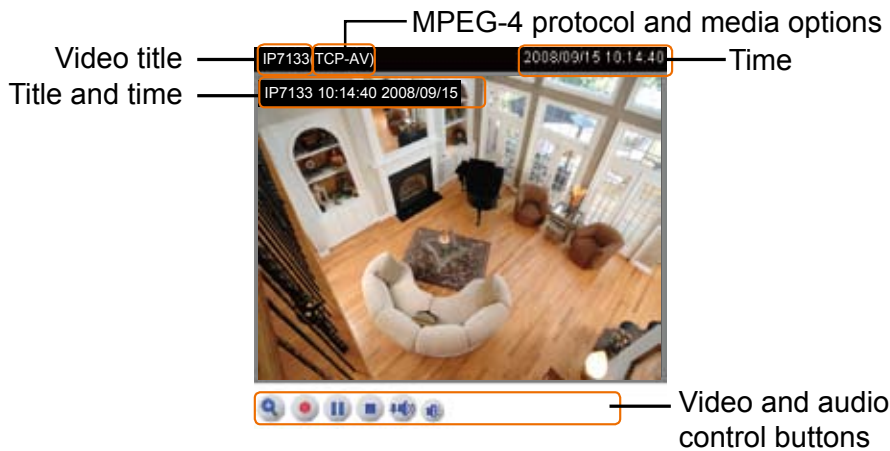 MPEG-4 protocol and media options
Video title
IP7133(TCP-AV)
2008/09/15 10:14:40
Time
Title and time
IP7133 10:14:40 2008/09/15
Video and audio
control buttons